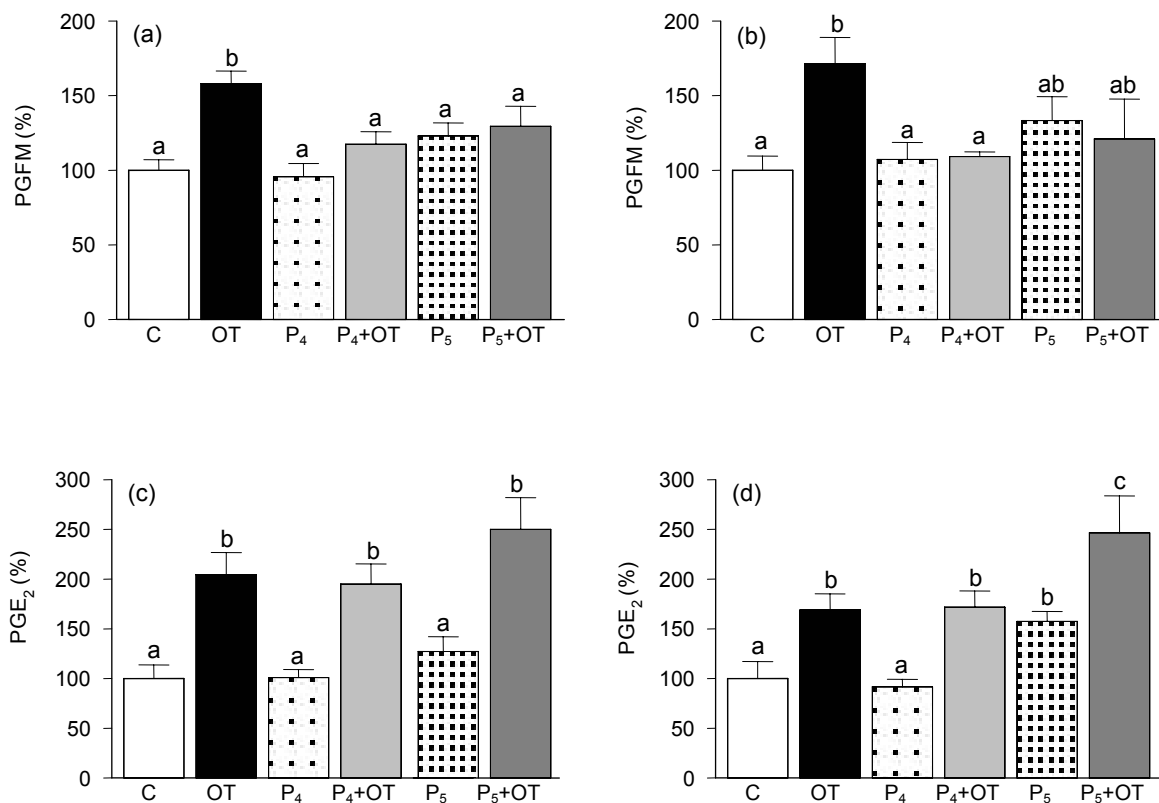 (a)
PGFM (%)
200
150
100
50
0
a
b
a
a
a
a
C OT P₄ P₄+OT P₅ P₅+OT
(b)
PGFM (%)
200
150
100
50
0
a
b
a
a
ab
ab
C OT P₄ P₄+OT P₅ P₅+OT
(c)
PGE₂ (%)
300
250
200
150
100
50
0
a
b
a
b
a
b
C OT P₄ P₄+OT P₅ P₅+OT
(d)
PGE₂ (%)
300
250
200
150
100
50
0
a
b
a
b
b
c
C OT P₄ P₄+OT P₅ P₅+OT